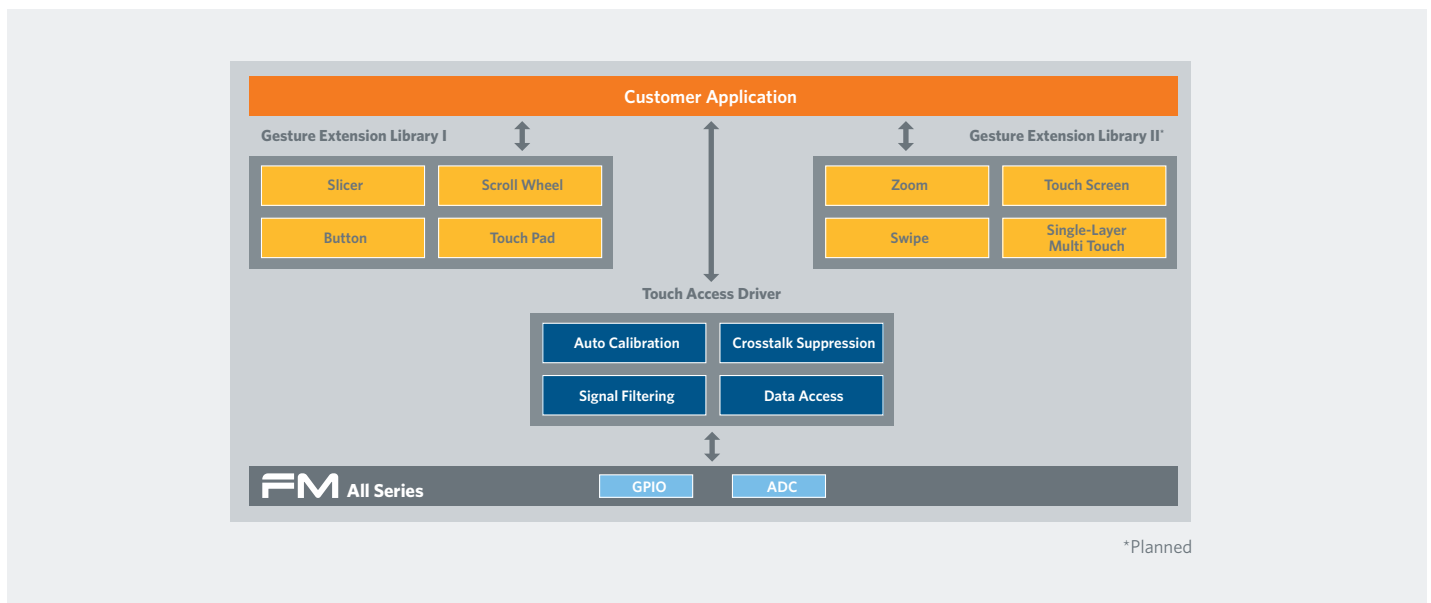 Customer Application
Gesture Extension Library I
Gesture Extension Library II*
Slicer
Scroll Wheel
Button
Touch Pad
Zoom
Touch Screen
Swipe
Single-Layer
Multi Touch
Touch Access Driver
Auto Calibration
Crosstalk Suppression
Signal Filtering
Data Access
FM All Series
GPIO
ADC
*Planned